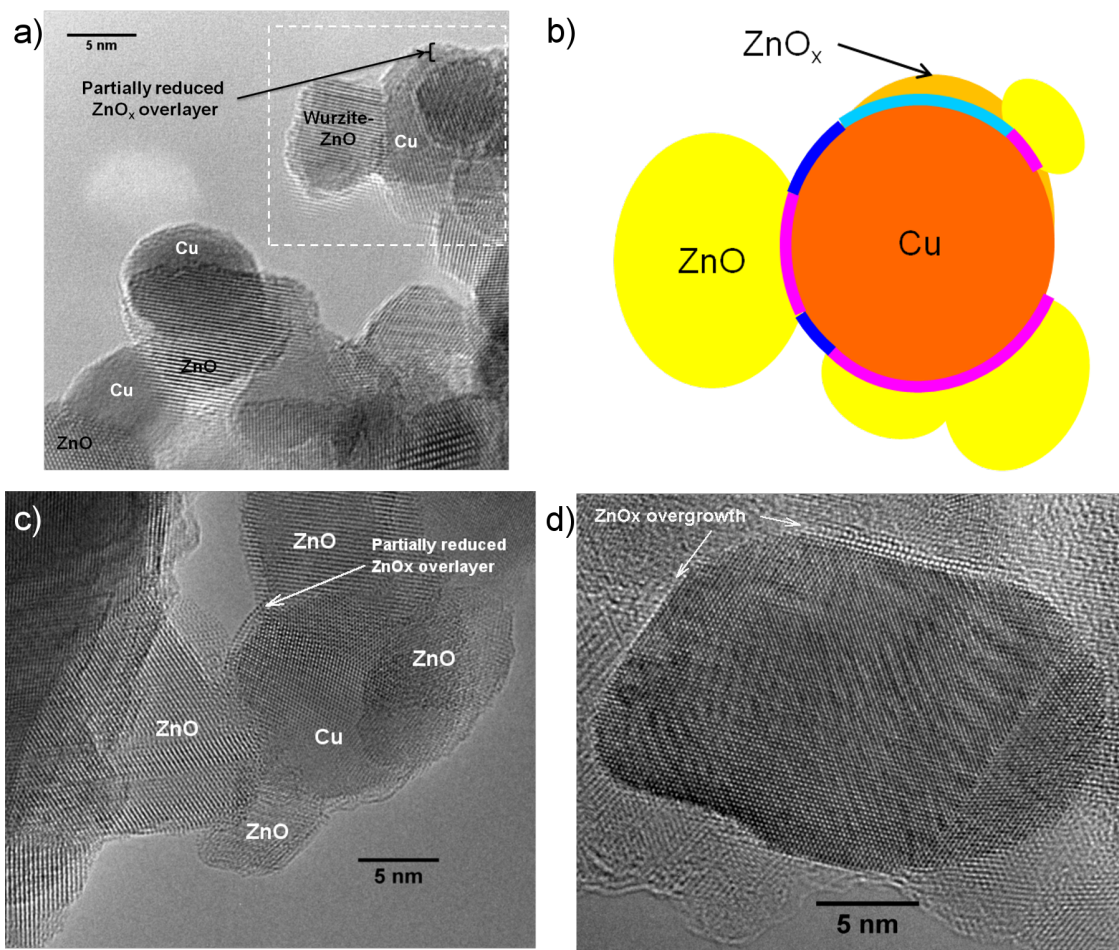 a)
5 nm
Partially reduced
ZnOx overlayer
Wurzite-
ZnO
Cu
Cu
ZnO
Cu
ZnO
b)
ZnOx
ZnO
Cu
c)
ZnO
Partially reduced
ZnOx overlayer
ZnO
ZnO
Cu
ZnO
5 nm
d)
ZnOx overgrowth
5 nm